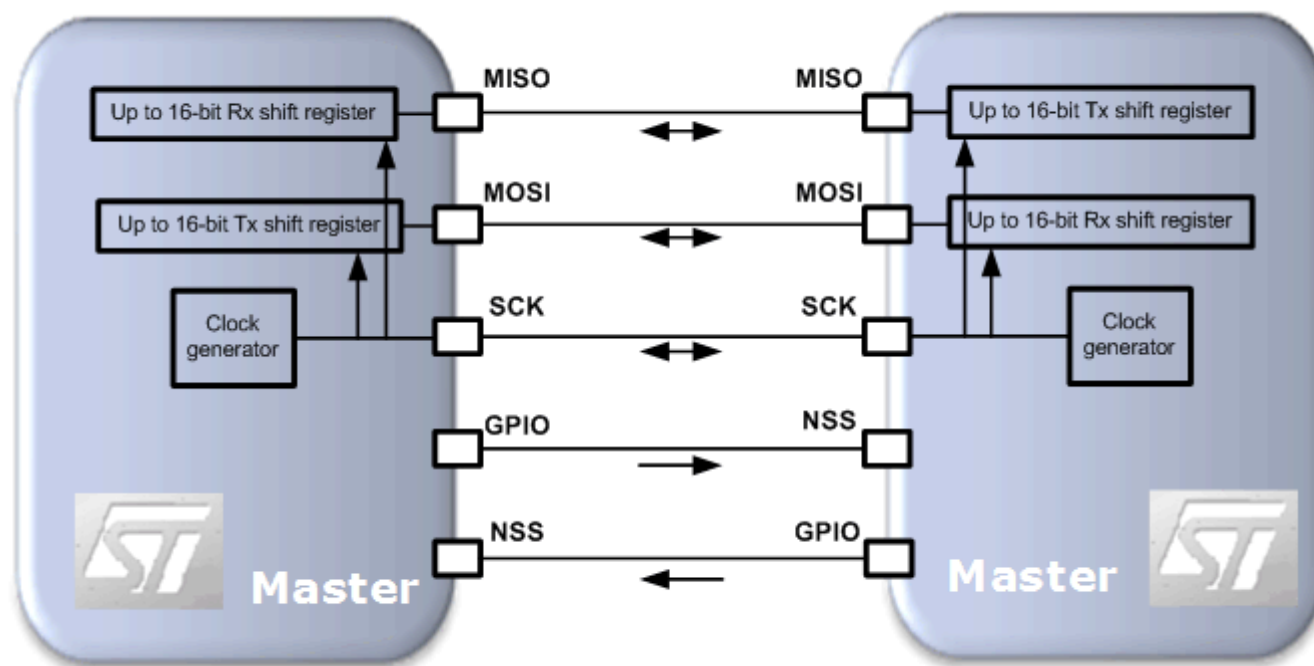 MISO MISO
Up to 16-bit Rx shift register Up to 16-bit Tx shift register
MOSI MOSI
Up to 16-bit Tx shift register Up to 16-bit Rx shift register
SCK SCK
Clock Clock
generator generator
GPIO NSS
NSS GPIO
ST ST
Master Master